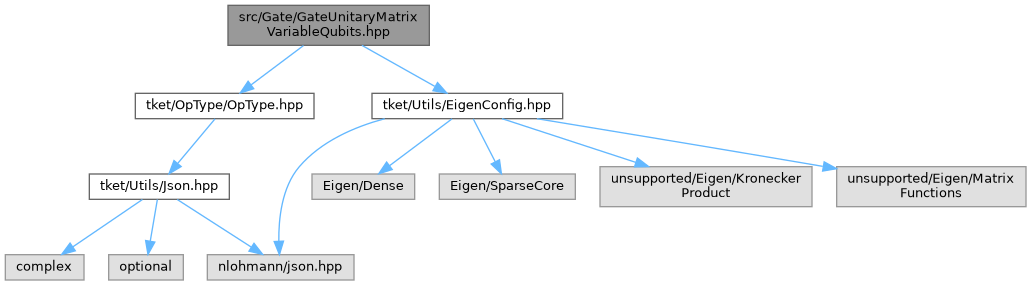 src/Gate/GateUnitaryMatrix
VariableQubits.hpp
tket/OpType/OpType.hpp
tket/Utils/EigenConfig.hpp
tket/Utils/Json.hpp
Eigen/Dense
Eigen/SparseCore
unsupported/Eigen/Kronecker
Product
unsupported/Eigen/Matrix
Functions
complex
optional
nlohmann/json.hpp